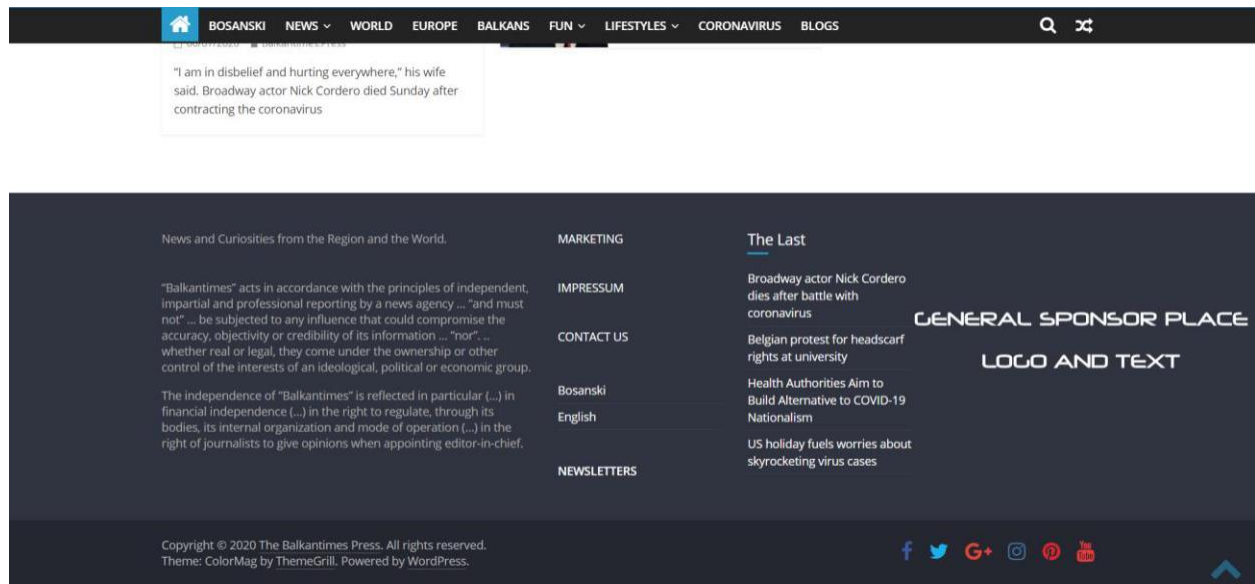 BOSANSKI NEWS WORLD EUROPE BALKANS FUN LIFESTYLES CORONAVIRUS BLOGS
“I am in disbelief and hurting everywhere,” his wife
said. Broadway actor Nick Cordero died Sunday after
contracting the coronavirus
News and Curiosities from the Region and the World.
“Balkantimes” acts in accordance with the principles of independent,
impartial and professional reporting by a news agency ... “and must
not” ... be subjected to any influence that could compromise the
accuracy, objectivity or credibility of its information ... “nor”. ..
whether real or legal, they come under the ownership or other
control of the interests of an ideological, political or economic group.
The independence of “Balkantimes” is reflected in particular (...) in
financial independence (...) in the right to regulate, through its
bodies, its internal organization and mode of operation (...) in the
right of journalists to give opinions when appointing editor-in-chief.
MARKETING
IMPRESSUM
CONTACT US
Bosanski
English
NEWSLETTERS
The Last
Broadway actor Nick Cordero
dies after battle with
coronavirus
Belgian protest for headscarf
rights at university
Health Authorities Aim to
Build Alternative to COVID-19
Nationalism
US holiday fuels worries about
skyrocketing virus cases
GENERAL SPONSOR PLACE
LOGO AND TEXT
Copyright © 2020 The Balkantimes Press. All rights reserved.
Theme: ColorMag by ThemeGrill. Powered by WordPress.